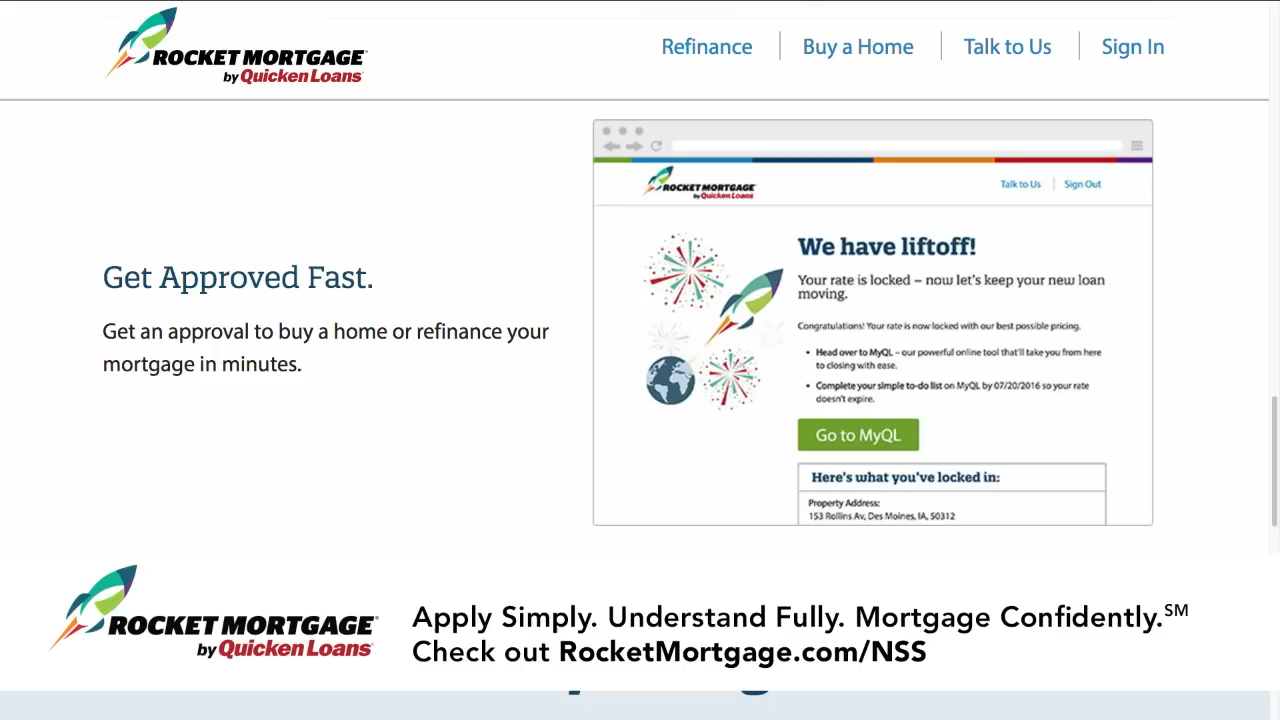 ROCKET MORTGAGE
by Quicken Loans
Refinance
Buy a Home
Talk to Us
Sign In
Get Approved Fast.
Get an approval to buy a home or refinance your
mortgage in minutes.
ROCKET MORTGAGE
by Quicken Loans
Talk to Us
Sign Out
We have liftoff!
Your rate is locked – now let's keep your new loan
moving.
Congratulations! Your rate is now locked with our best possible pricing.
• Head over to MyQL – our powerful online tool that'll take you from here
to closing with ease.
• Complete your simple to-do list on MyQL by 07/20/2016 so your rate
doesn't expire.
Go to MyQL
Here's what you've locked in:
Property Address:
153 Rollins Av, Des Moines, IA, 50312
ROCKET MORTGAGE
by Quicken Loans
Apply Simply. Understand Fully. Mortgage Confidently.SM
Check out RocketMortgage.com/NSS